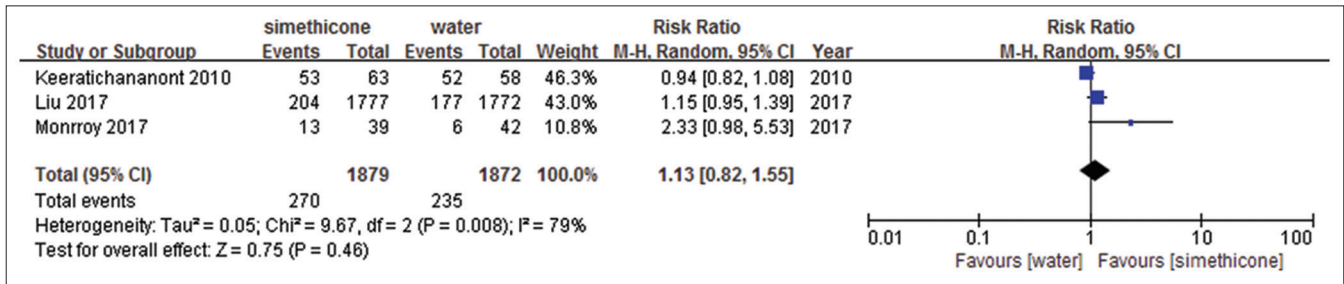 simethicone water Risk Ratio Risk Ratio
Study or Subgroup Events Total Events Total Weight M-H, Random, 95% CI Year M-H, Random, 95% CI
Keeratichananont 2010 53 63 52 58 46.3% 0.94 [0.82, 1.08] 2010
Liu 2017 204 1777 177 1772 43.0% 1.15 [0.95, 1.39] 2017
Monrroy 2017 13 39 6 42 10.8% 2.33 [0.98, 5.53] 2017
Total (95% CI) 1879 1872 100.0% 1.13 [0.82, 1.55]
Total events 270 235
Heterogeneity: Tau² = 0.05; Chi² = 9.67, df = 2 (P = 0.008); I² = 79%
Test for overall effect: Z = 0.75 (P = 0.46)
0.01 0.1 1 10 100
Favours [water] Favours [simethicone]